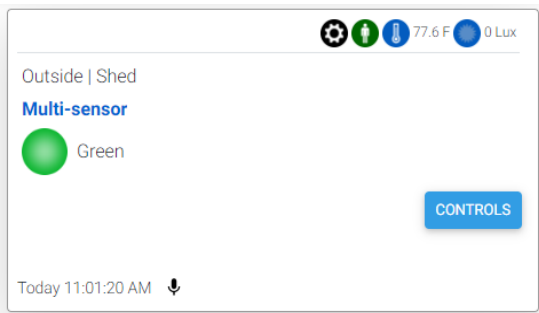 77.6 F 0 Lux
Outside | Shed
Multi-sensor
Green
CONTROLS
Today 11:01:20 AM